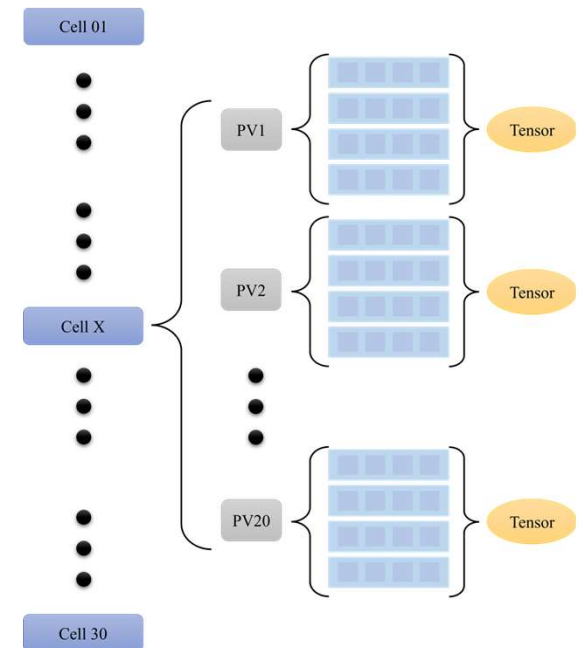 Cell 01
PV1
Tensor
PV2
Tensor
Cell X
PV20
Tensor
Cell 30